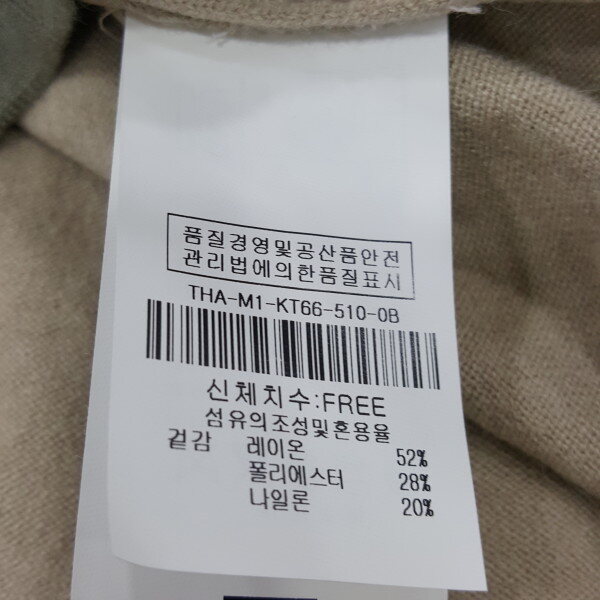 품질경영및공산품안전
관리법에의한품질표시
THA-M1-KT66-510-0B
신체치수:FREE
섬유의조성및혼용율
겉감 레이온 52%
폴리에스터 28%
나일론 20%